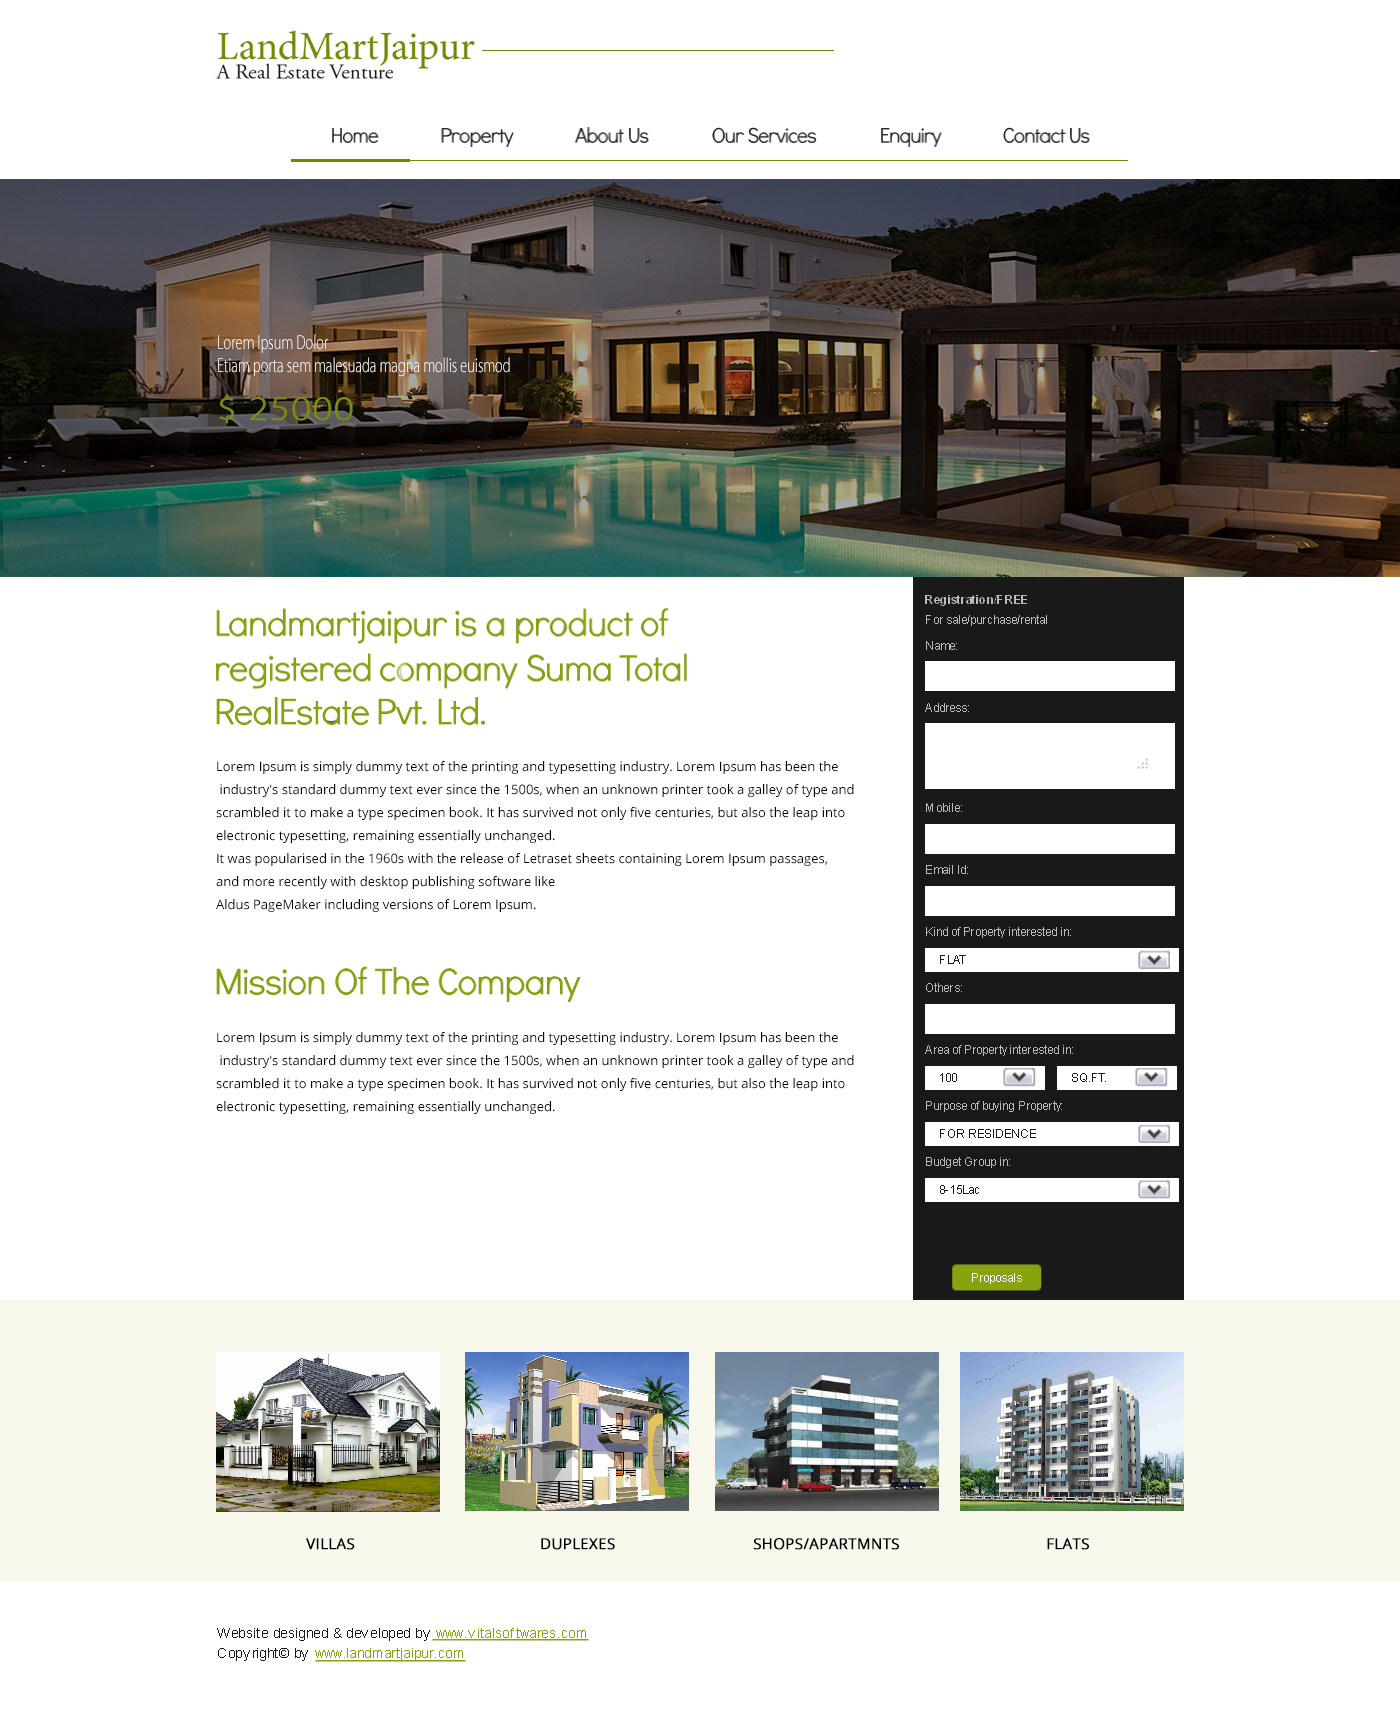 LandMartJaipur
A Real Estate Venture
Home Property About Us Our Services Enquiry Contact Us
Lorem Ipsum Dolor
Etiam porta sem malesuada magna mollis euismod
$ 25000
Landmartjaipur is a product of
registered company Suma Total
RealEstate Pvt. Ltd.
Lorem Ipsum is simply dummy text of the printing and typesetting industry. Lorem Ipsum has been the
industry's standard dummy text ever since the 1500s, when an unknown printer took a galley of type and
scrambled it to make a type specimen book. It has survived not only five centuries, but also the leap into
electronic typesetting, remaining essentially unchanged.
It was popularised in the 1960s with the release of Letraset sheets containing Lorem Ipsum passages,
and more recently with desktop publishing software like
Aldus PageMaker including versions of Lorem Ipsum.
Mission Of The Company
Lorem Ipsum is simply dummy text of the printing and typesetting industry. Lorem Ipsum has been the
industry's standard dummy text ever since the 1500s, when an unknown printer took a galley of type and
scrambled it to make a type specimen book. It has survived not only five centuries, but also the leap into
electronic typesetting, remaining essentially unchanged.
Registration/FREE
For sale/purchase/rental
Name:
Address:
Mobile:
Email Id:
Kind of Property interested in:
FLAT
Others:
Area of Property interested in:
100 SQ.FT.
Purpose of buying Property:
FOR RESIDENCE
Budget Group in:
8-15Lac
Proposals
VILLAS DUPLEXES SHOPS/APARTMNTS FLATS
Website designed & developed by www.vitalsoftwares.com
Copyright© by www.landmartjaipur.com